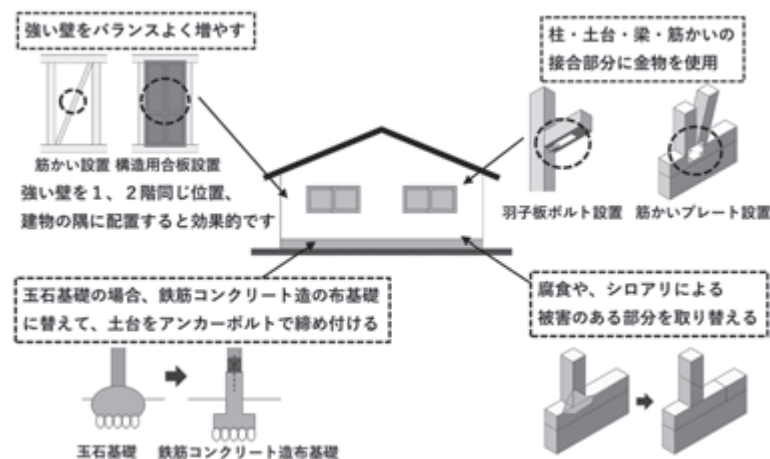 強い壁をバランスよく増やす
筋かい設置 構造用合板設置
強い壁を１、２階同じ位置、
建物の隅に配置すると効果的です
柱・土台・梁・筋かいの
接合部分に金物を使用
羽子板ボルト設置 筋かいプレート設置
玉石基礎の場合、鉄筋コンクリート造の布基礎
に替えて、土台をアンカーボルトで締め付ける
玉石基礎 鉄筋コンクリート造布基礎
腐食や、シロアリによる
被害のある部分を取り替える